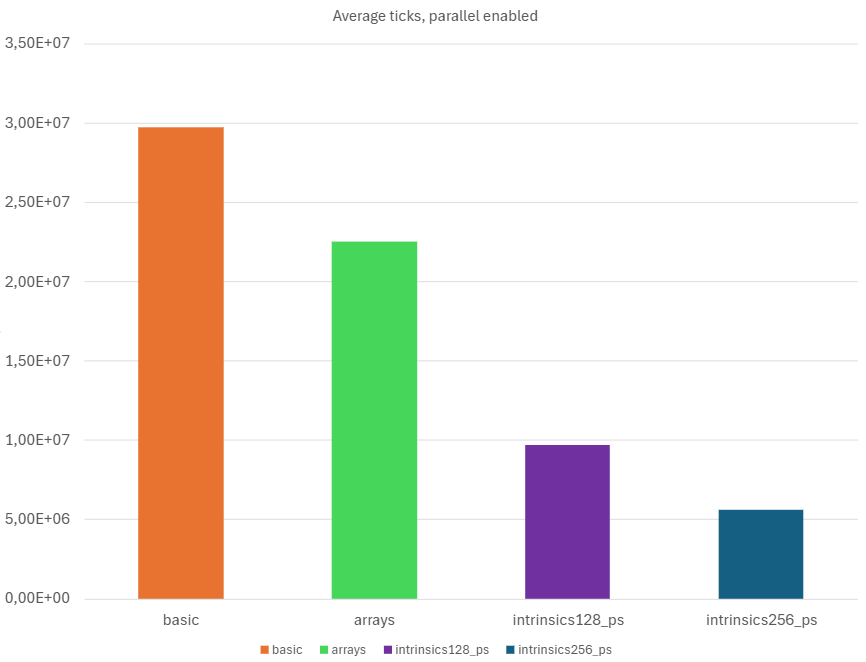 Average ticks, parallel enabled
3,50E+07
3,00E+07
2,50E+07
2,00E+07
1,50E+07
1,00E+07
5,00E+06
0,00E+00
basic arrays intrinsics128_ps intrinsics256_ps
basic arrays intrinsics128_ps intrinsics256_ps